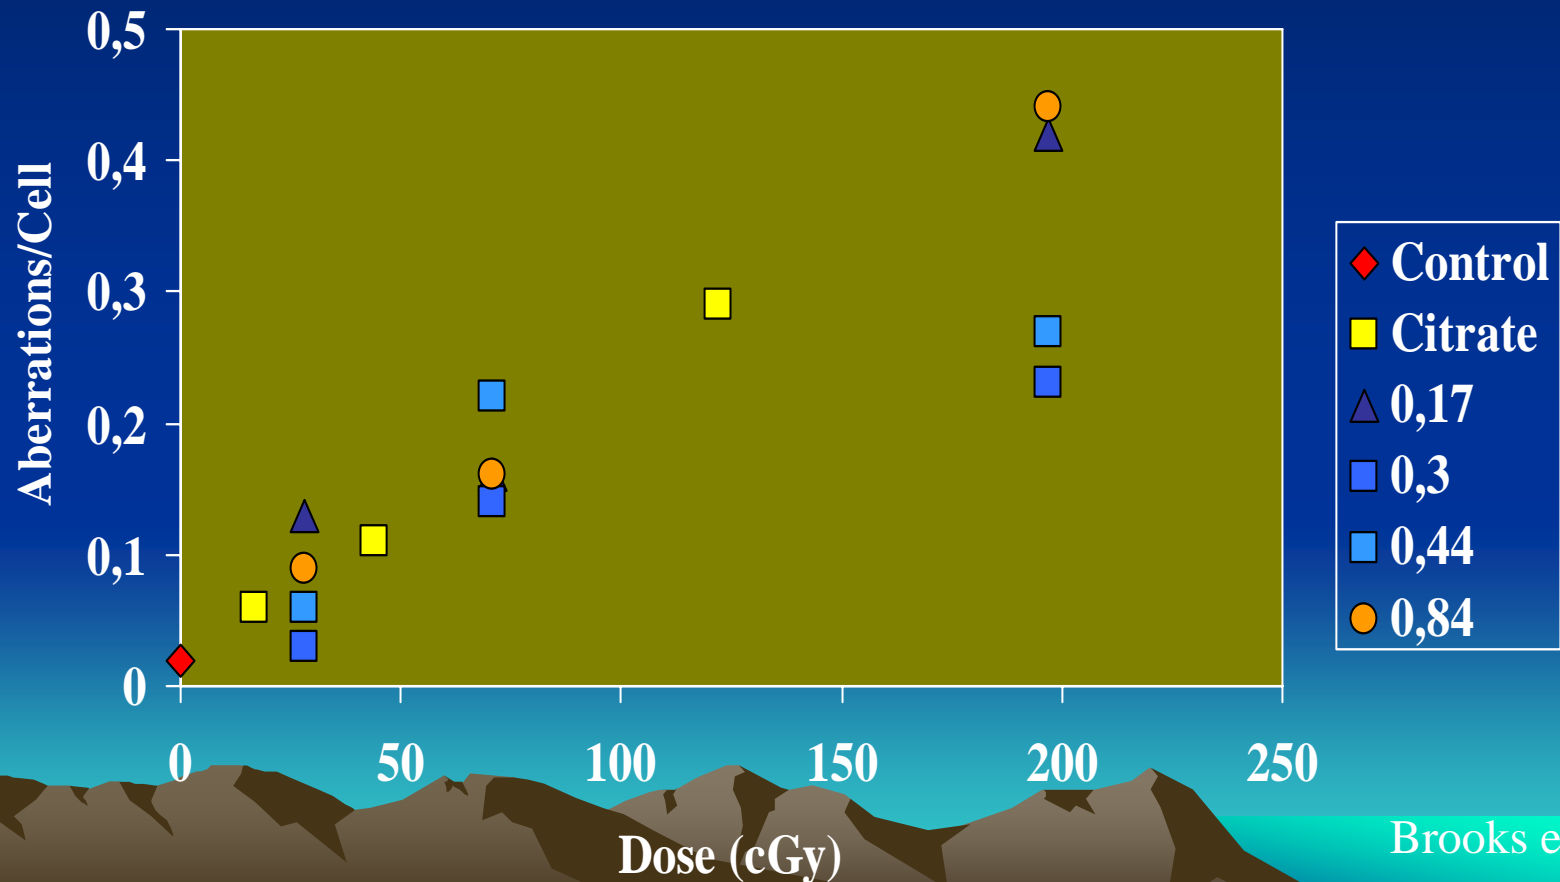 0,5
0,4
0,3
0,2
0,1
0
Aberrations/Cell
0 50 100 150 200 250
Dose (cGy)
Control
Citrate
0,17
0,3
0,44
0,84
Brooks e